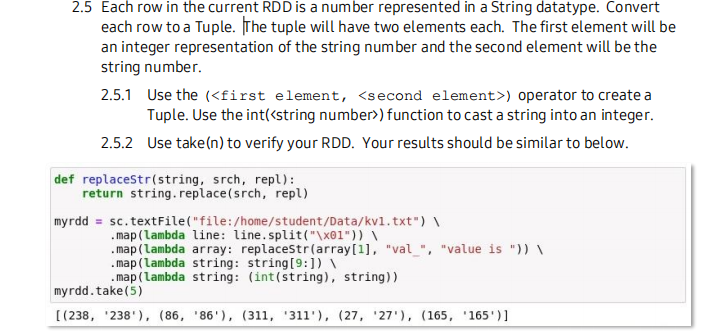 2.5 Each row in the current RDD is a number represented in a String datatype. Convert
each row to a Tuple. The tuple will have two elements each. The first element will be
an integer representation of the string number and the second element will be the
string number.
2.5.1 Use the (<first element, <second element>) operator to create a
Tuple. Use the int(<string number>) function to cast a string into an integer.
2.5.2 Use take(n) to verify your RDD. Your results should be similar to below.
def replaceStr(string, srch, repl):
    return string.replace(srch, repl)
myrdd = sc.textFile("file:/home/student/Data/kv1.txt") \
        .map(lambda line: line.split("\x01")) \
        .map(lambda array: replaceStr(array[1], "val_", "value is ")) \
        .map(lambda string: string[9:]) \
        .map(lambda string: (int(string), string))
myrdd.take(5)
[(238, '238'), (86, '86'), (311, '311'), (27, '27'), (165, '165')]